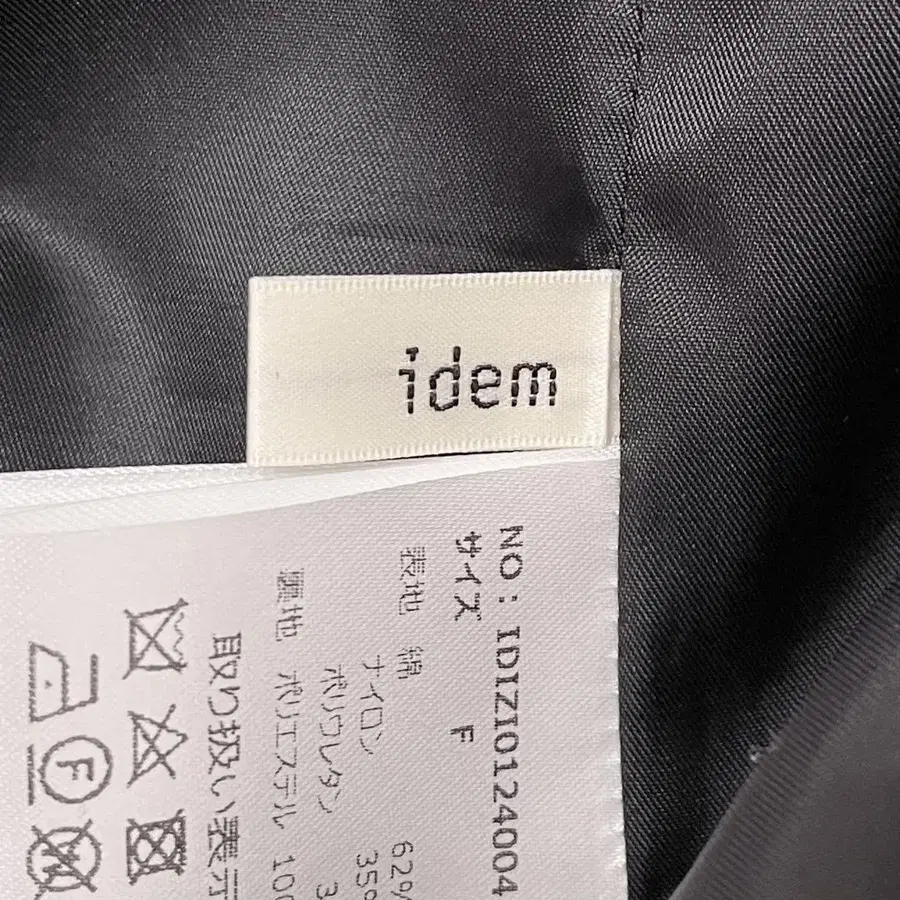 idem
NO: IDIZI0124004
サイズ F
表地 綿 62%
ナイロン 35%
ポリウレタン 3
裏地 ポリエステル 100
取り扱い表示
F
W